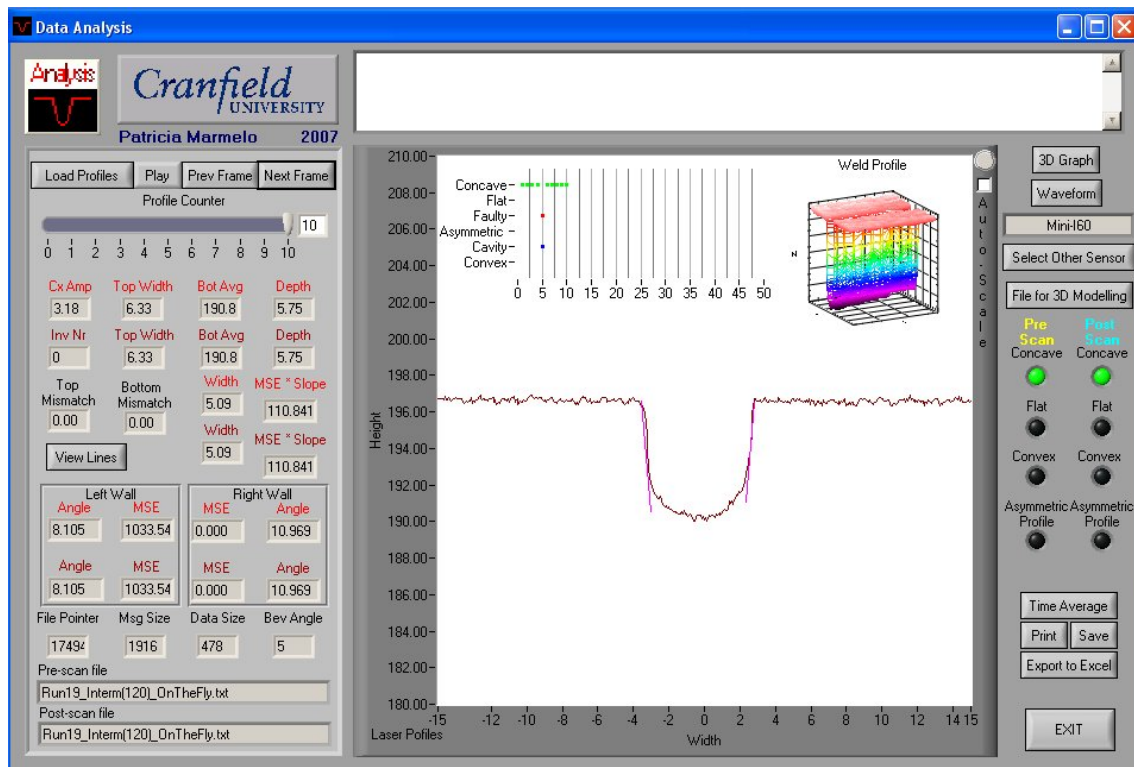 Data Analysis
Analysis
Cranfield
UNIVERSITY
Patricia Marmelo 2007
Load Profiles Play Prev Frame Next Frame
Profile Counter
10
0 1 2 3 4 5 6 7 8 9 10
Cx Amp Top Width Bot Avg Depth
3.18 6.33 190.8 5.75
Inv Nr Top Width Bot Avg Depth
0 6.33 190.8 5.75
Top Mismatch Bottom Mismatch Width MSE * Slope
0.00 0.00 5.09 110.841
Width MSE * Slope
5.09 110.841
View Lines
Left Wall Right Wall
Angle MSE MSE Angle
8.105 1033.54 0.000 10.969
Angle MSE MSE Angle
8.105 1033.54 0.000 10.969
File Pointer Msg Size Data Size Bev Angle
1916 478 5
Pre-scan file
Run19_Interm(120)_OnTheFly.txt
Post-scan file
Run19_Interm(120)_OnTheFly.txt
210.00
208.00
206.00
204.00
202.00
200.00
198.00
196.00
194.00
192.00
190.00
188.00
186.00
184.00
182.00
180.00
Height
-15 -12 -10 -8 -6 -4 -2 0 2 4 6 8 10 12 14 15
Width
Laser Pofiles
Concave
Flat
Faulty
Asymmetric
Cavity
Convex
0 5 10 15 20 25 30 35 40 45 50
Weld Profile
Z
Auto-Scale
3D Graph
Waveform
Mini-I60
Select Other Sensor
File for 3D Modelling
Pre Scan Post Scan
Concave Concave
Flat Flat
Convex Convex
Asymmetric Profile Asymmetric Profile
Time Average
Print Save
Export to Excel
EXIT